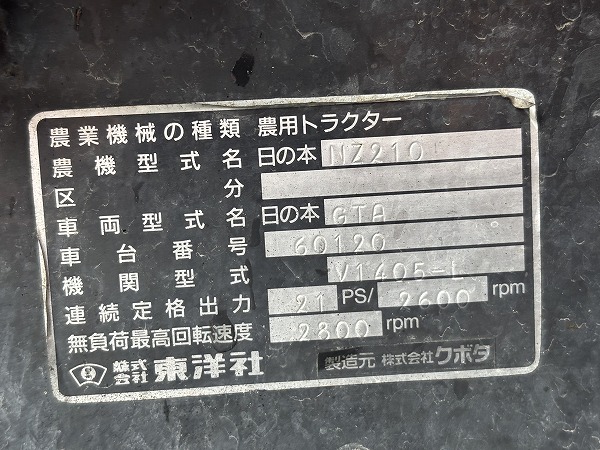 農業機械の種類 農用トラクター
農機型式名 日の本 NZ210
区分
車両型式名 日の本 GTA
車台番号 60120
機関型式 V1405-L
連続定格出力 21 PS/ 2600 rpm
無負荷最高回転速度 2800 rpm
株式会社 東洋社 製造元 株式会社 クボタ